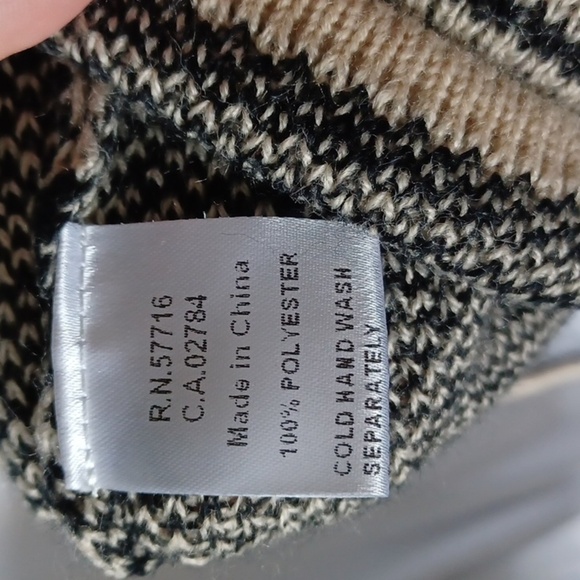 R.N.57716
C.A.02784
Made in China
100% POLYESTER
COLD HAND WASH
SEPARATELY